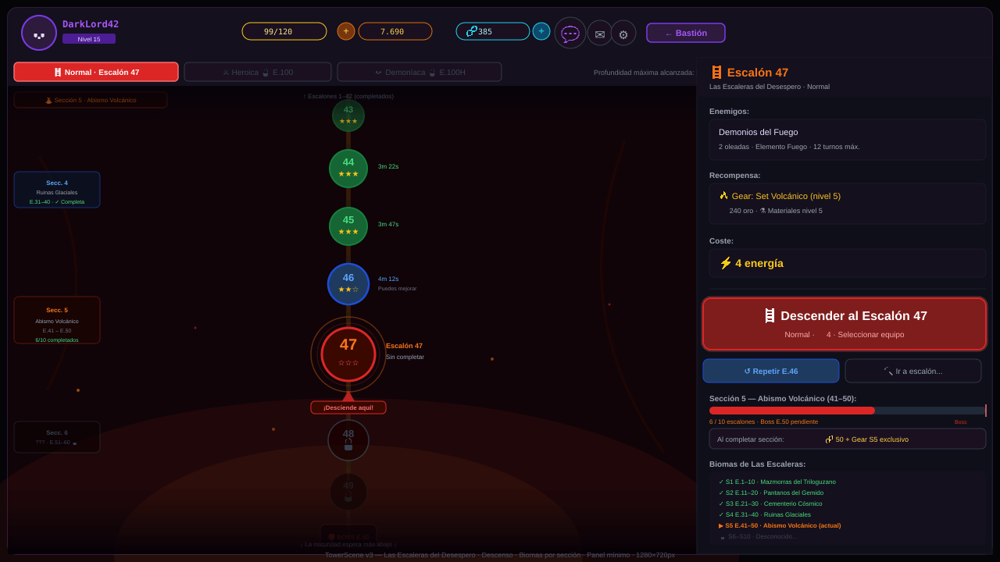 DarkLord42
Nivel 15
99/120
+
7.690
385
+
← Bastión
Normal · Escalón 47
Heroica E.100
Demoníaca E.100H
Profundidad máxima alcanzada:
Sección 5 · Abismo Volcánico
↑ Escalones 1–42 (completados)
43
★★★
44
★★★
3m 22s
Secc. 4
Ruinas Glaciales
E.31–40 · ✓ Completa
45
★★★
3m 47s
46
★★☆
4m 12s
Puedes mejorar
Secc. 5
Abismo Volcánico
E.41 – E.50
6/10 completados
47
☆☆☆
Escalón 47
Sin completar
¡Desciende aquí!
Secc. 6
??? · E.51–60
48
49
BOSS E.50
↓ La oscuridad espera más abajo ↓
Escalón 47
Las Escaleras del Desespero · Normal
Enemigos:
Demonios del Fuego
2 oleadas · Elemento Fuego · 12 turnos máx.
Recompensa:
Gear: Set Volcánico (nivel 5)
240 oro · ⚗ Materiales nivel 5
Coste:
⚡ 4 energía
Descender al Escalón 47
Normal · 4 · Seleccionar equipo
↺ Repetir E.46
Ir a escalón...
Sección 5 — Abismo Volcánico (41–50):
6 / 10 escalones · Boss E.50 pendiente
Boss
Al completar sección:
50 + Gear S5 exclusivo
Biomas de Las Escaleras:
✓ S1 E.1–10 · Mazmorras del Triloguzano
✓ S2 E.11–20 · Pantanos del Gemido
✓ S3 E.21–30 · Cementerio Cósmico
✓ S4 E.31–40 · Ruinas Glaciales
▶ S5 E.41–50 · Abismo Volcánico (actual)
S6–S10 · Desconocido...
TowerScene v3 — Las Escaleras del Desespero · Descenso · Biomas por sección · Panel mínimo · 1280×720px